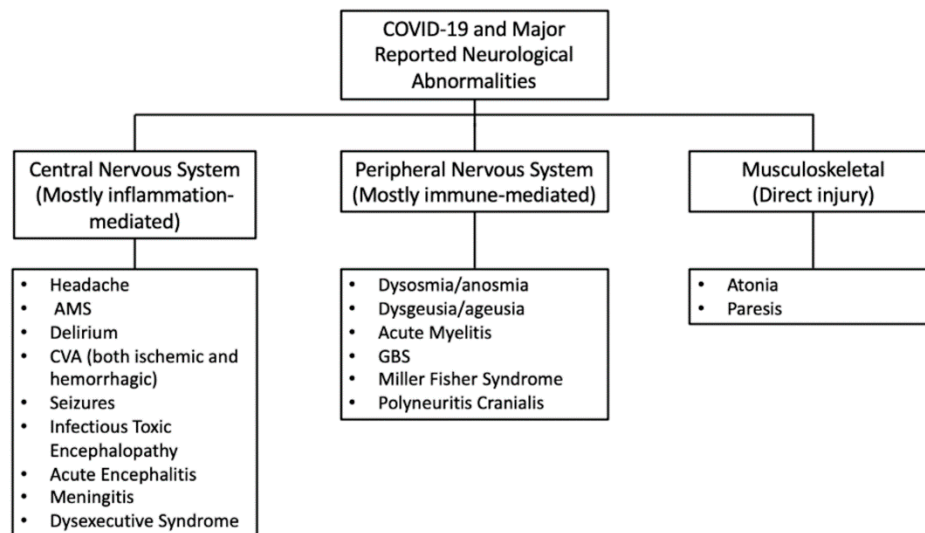 COVID-19 and Major
Reported Neurological
Abnormalities
Central Nervous System
(Mostly inflammation-
mediated)
Peripheral Nervous System
(Mostly immune-mediated)
Musculoskeletal
(Direct injury)
• Headache
• AMS
• Delirium
• CVA (both ischemic and
hemorrhagic)
• Seizures
• Infectious Toxic
Encephalopathy
• Acute Encephalitis
• Meningitis
• Dysexecutive Syndrome
• Dysosmia/anosmia
• Dysgeusia/ageusia
• Acute Myelitis
• GBS
• Miller Fisher Syndrome
• Polyneuritis Cranialis
• Atonia
• Paresis